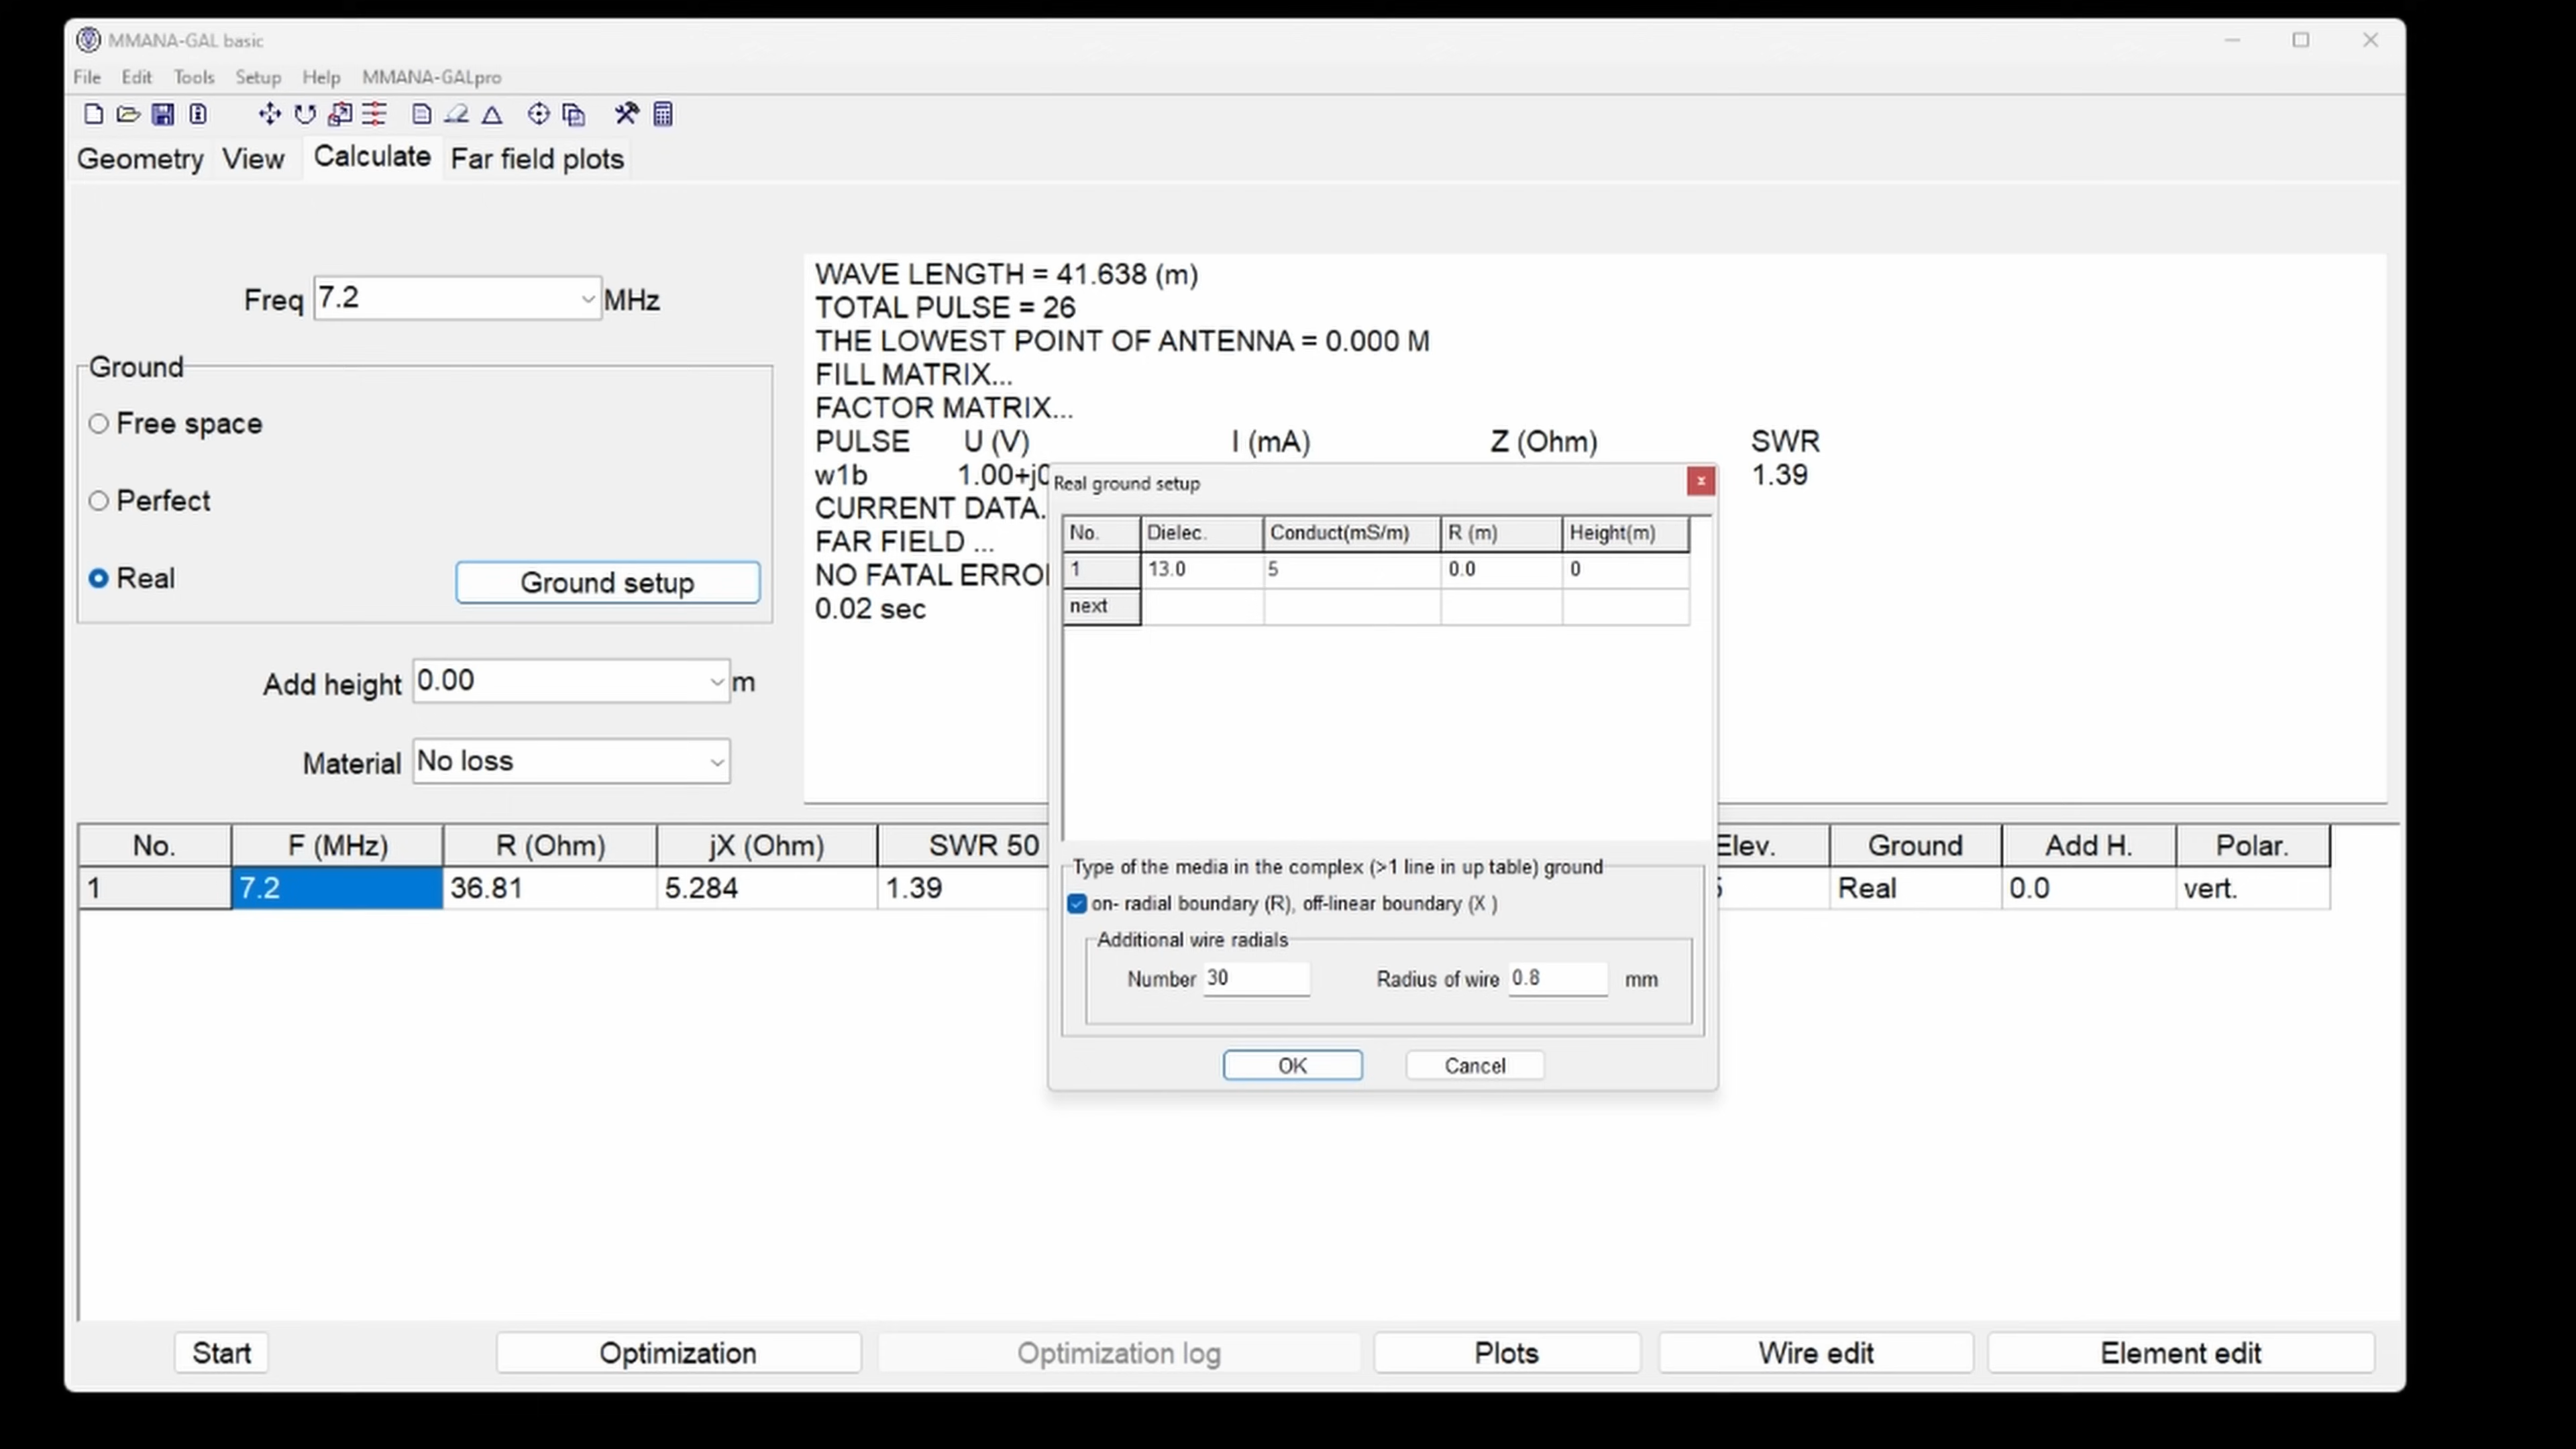 MMANA-GAL basic
File Edit Tools Setup Help MMANA-GALpro
Geometry View Calculate Far field plots
Freq 7.2 MHz
Ground
Free space
Perfect
Real Ground setup
Add height 0.00 m
Material No loss
WAVE LENGTH = 41.638 (m)
TOTAL PULSE = 26
THE LOWEST POINT OF ANTENNA = 0.000 M
FILL MATRIX...
FACTOR MATRIX...
PULSE U (V) I (mA) Z (Ohm) SWR
w1b 1.00+j0 1.39
CURRENT DATA.
FAR FIELD ...
NO FATAL ERRO
0.02 sec
Real ground setup
No. Dielec. Conduct(mS/m) R (m) Height(m)
1 13.0 5 0.0 0
next
Type of the media in the complex (>1 line in up table) ground
on- radial boundary (R), off-linear boundary (X )
Additional wire radials
Number 30 Radius of wire 0.8 mm
OK Cancel
No. F (MHz) R (Ohm) jX (Ohm) SWR 50 Elev. Ground Add H. Polar.
1 7.2 36.81 5.284 1.39 Real 0.0 vert.
Start Optimization Optimization log Plots Wire edit Element edit